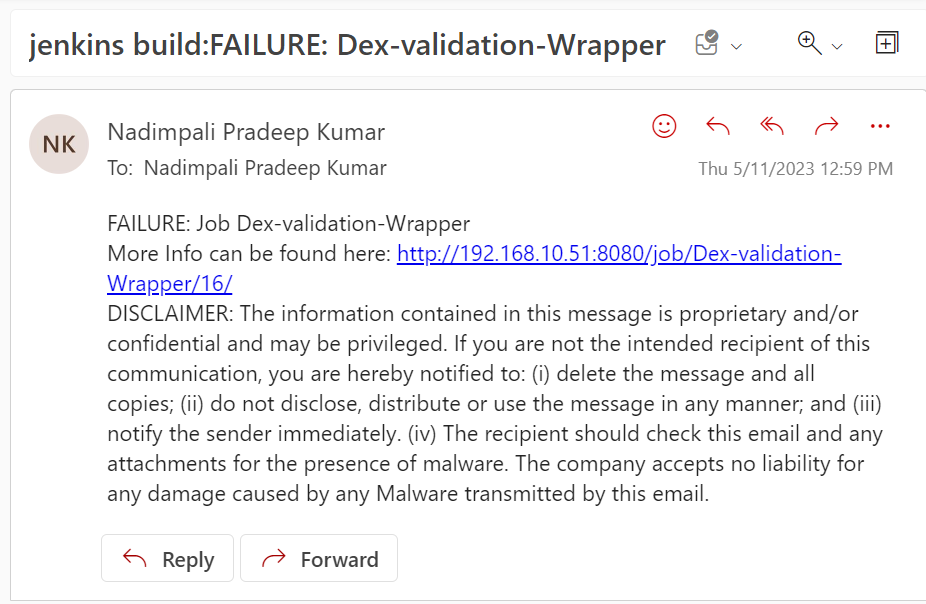 jenkins build:FAILURE: Dex-validation-Wrapper
NK
Nadimpali Pradeep Kumar
To: Nadimpali Pradeep Kumar
Thu 5/11/2023 12:59 PM
FAILURE: Job Dex-validation-Wrapper
More Info can be found here: http://192.168.10.51:8080/job/Dex-validation-
Wrapper/16/
DISCLAIMER: The information contained in this message is proprietary and/or
confidential and may be privileged. If you are not the intended recipient of this
communication, you are hereby notified to: (i) delete the message and all
copies; (ii) do not disclose, distribute or use the message in any manner; and (iii)
notify the sender immediately. (iv) The recipient should check this email and any
attachments for the presence of malware. The company accepts no liability for
any damage caused by any Malware transmitted by this email.
Reply
Forward